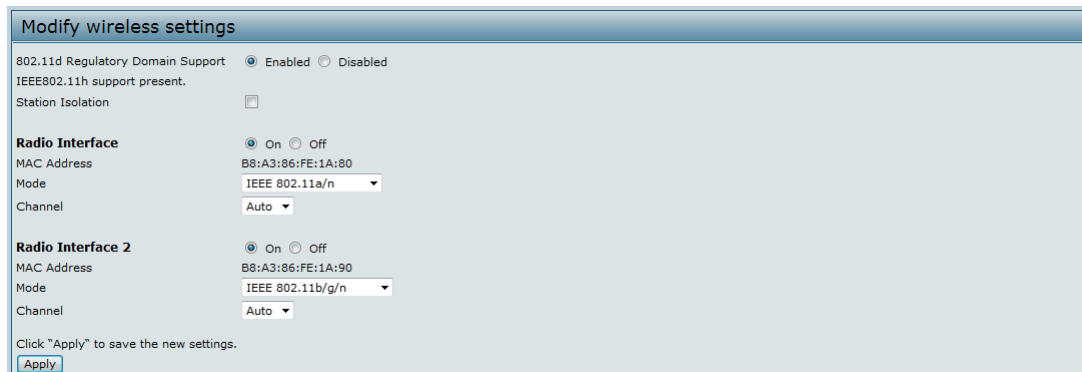 Modify wireless settings
802.11d Regulatory Domain Support Enabled Disabled
IEEE802.11h support present.
Station Isolation
Radio Interface On Off
MAC Address B8:A3:86:FE:1A:80
Mode IEEE 802.11a/n
Channel Auto
Radio Interface 2 On Off
MAC Address B8:A3:86:FE:1A:90
Mode IEEE 802.11b/g/n
Channel Auto
Click "Apply" to save the new settings.
Apply